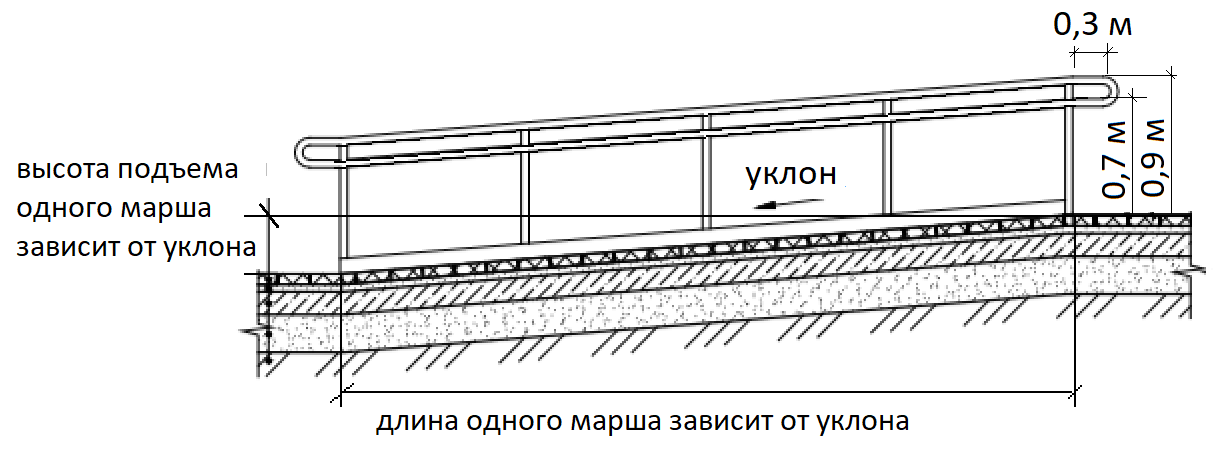 0,3 м
высота подъема
одного марша
зависит от уклона
уклон
0,7 м
0,9 м
длина одного марша зависит от уклона